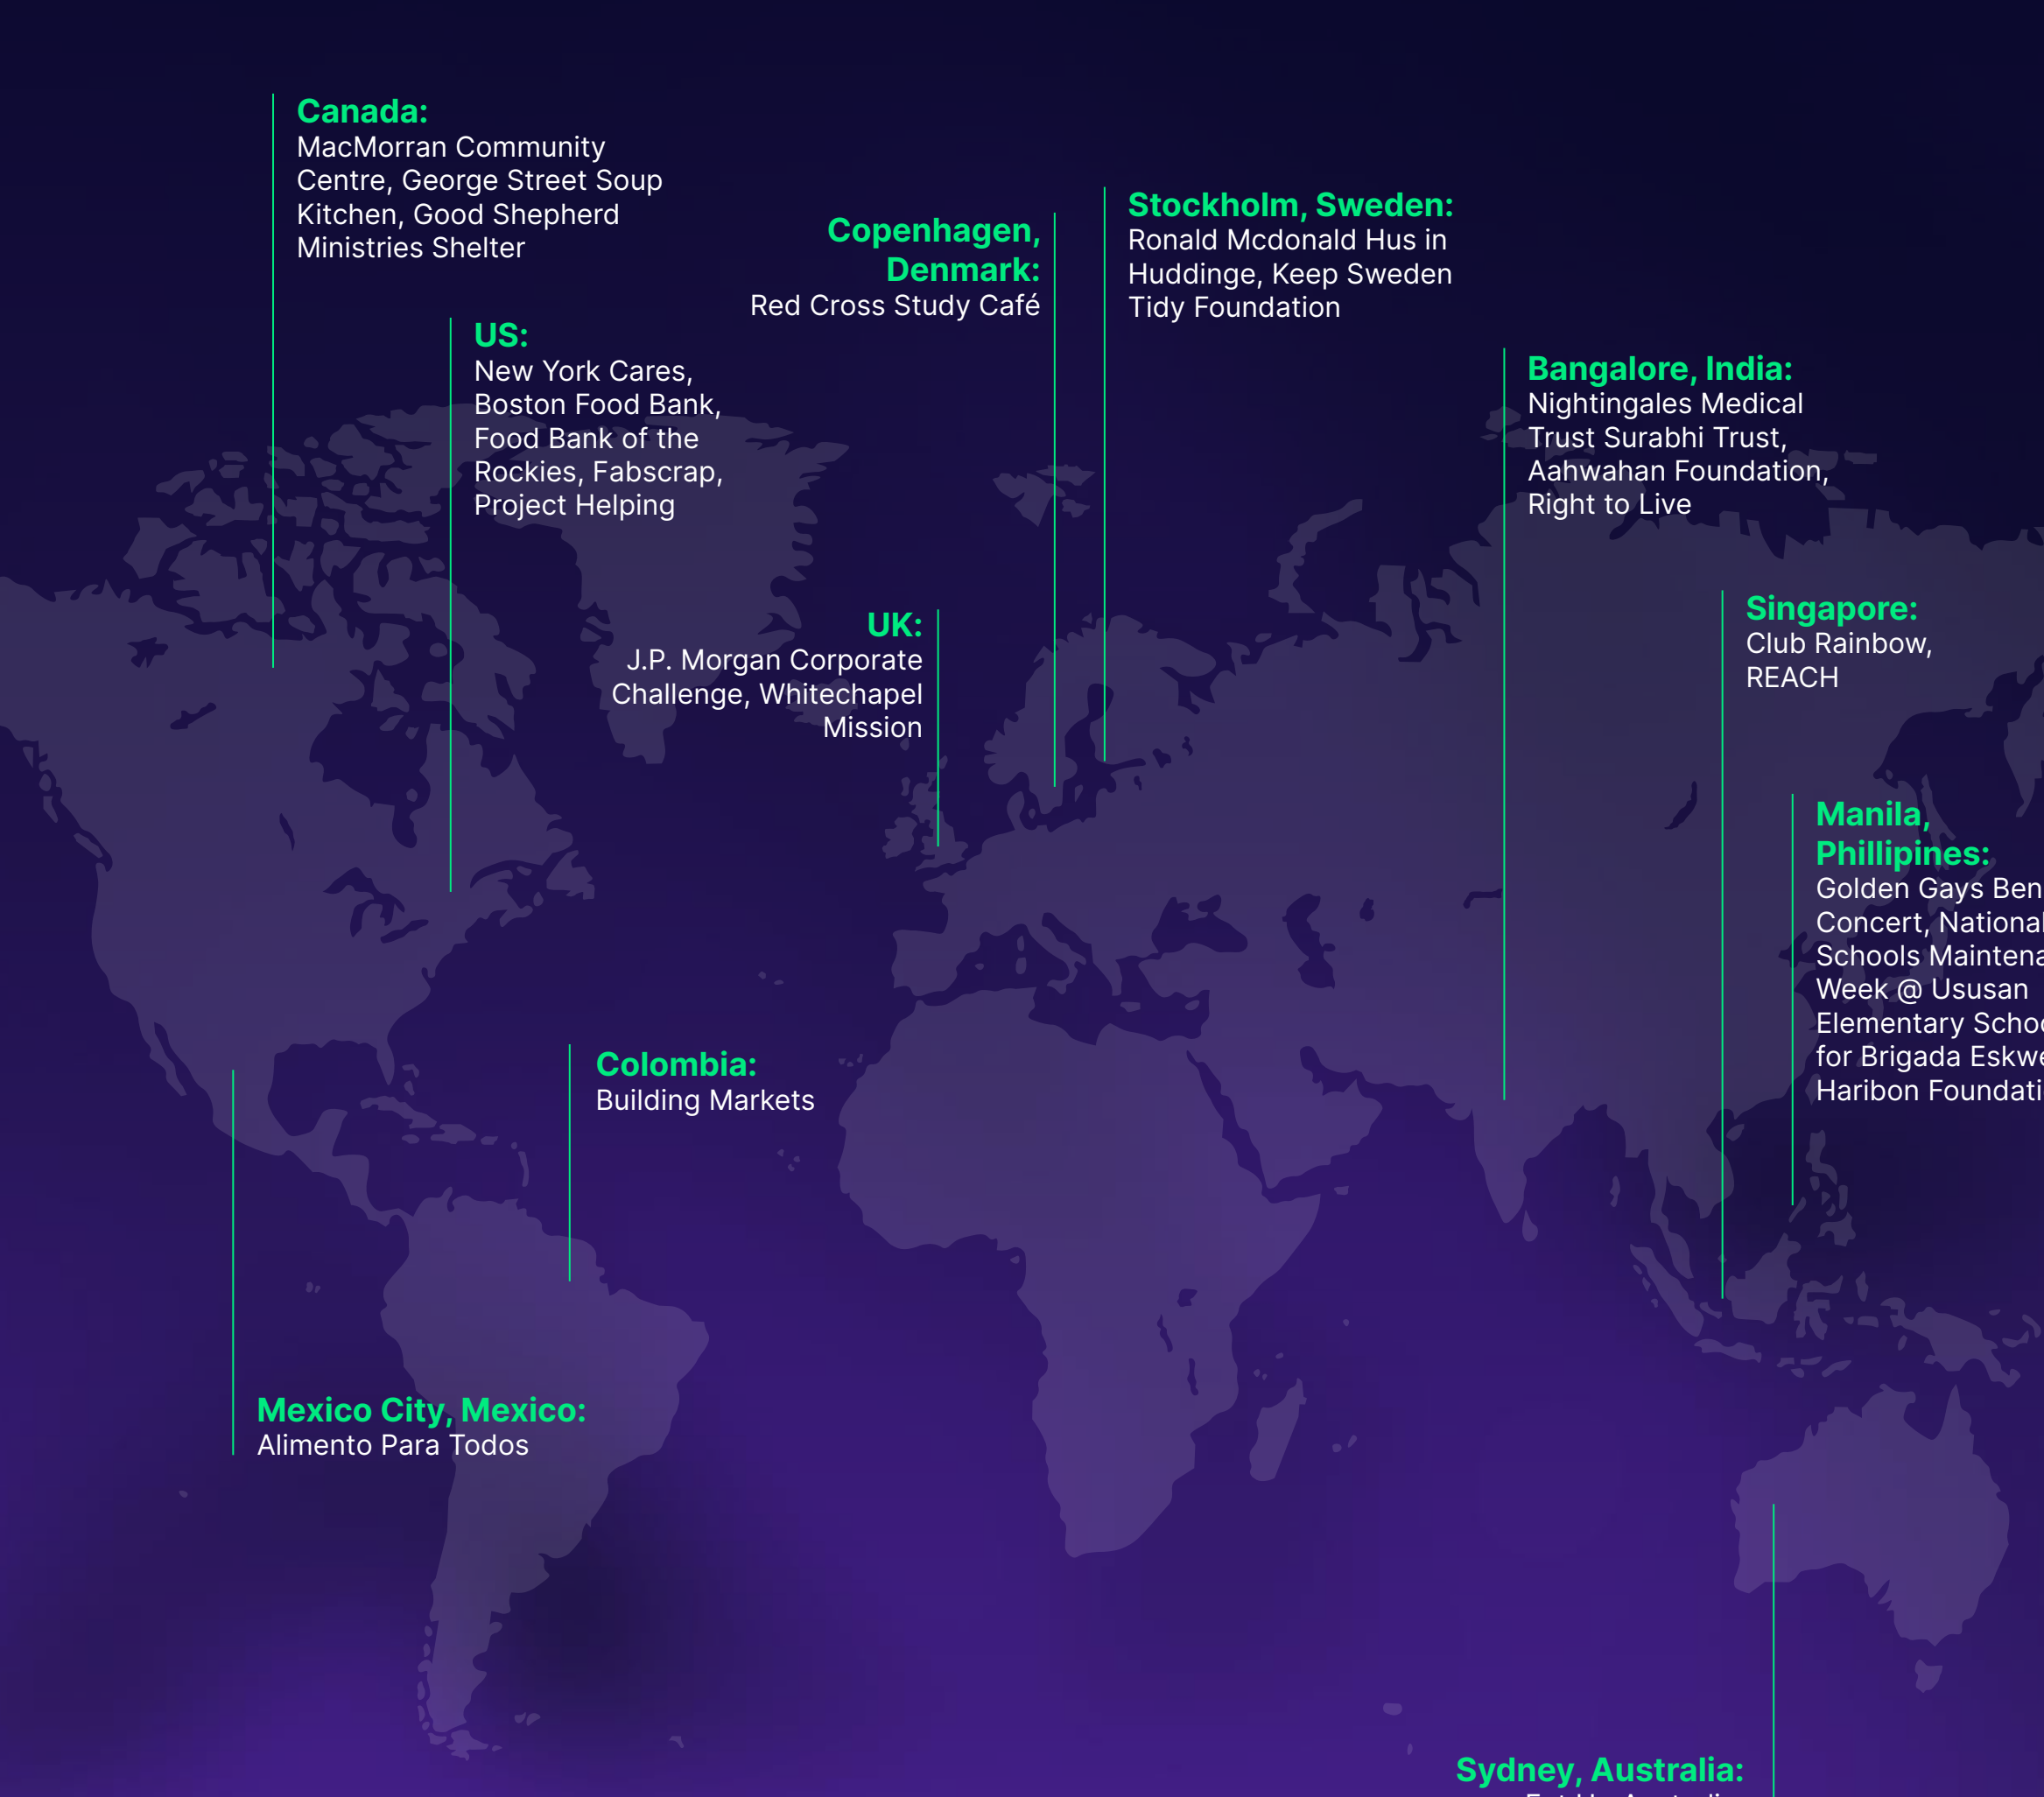 Canada:
MacMorran Community
Centre, George Street Soup
Kitchen, Good Shepherd
Ministries Shelter
US:
New York Cares,
Boston Food Bank,
Food Bank of the
Rockies, Fabscrap,
Project Helping
Copenhagen,
Denmark:
Red Cross Study Café
Stockholm, Sweden:
Ronald Mcdonald Hus in
Huddinge, Keep Sweden
Tidy Foundation
Bangalore, India:
Nightingales Medical
Trust Surabhi Trust,
Aahwahan Foundation,
Right to Live
UK:
J.P. Morgan Corporate
Challenge, Whitechapel
Mission
Singapore:
Club Rainbow,
REACH
Manila,
Phillipines:
Golden Gays
Concert, National
Schools
Week @ Ususan
Elementary
for Brigada
Haribon
Colombia:
Building Markets
Mexico City, Mexico:
Alimento Para Todos
Sydney, Australia: